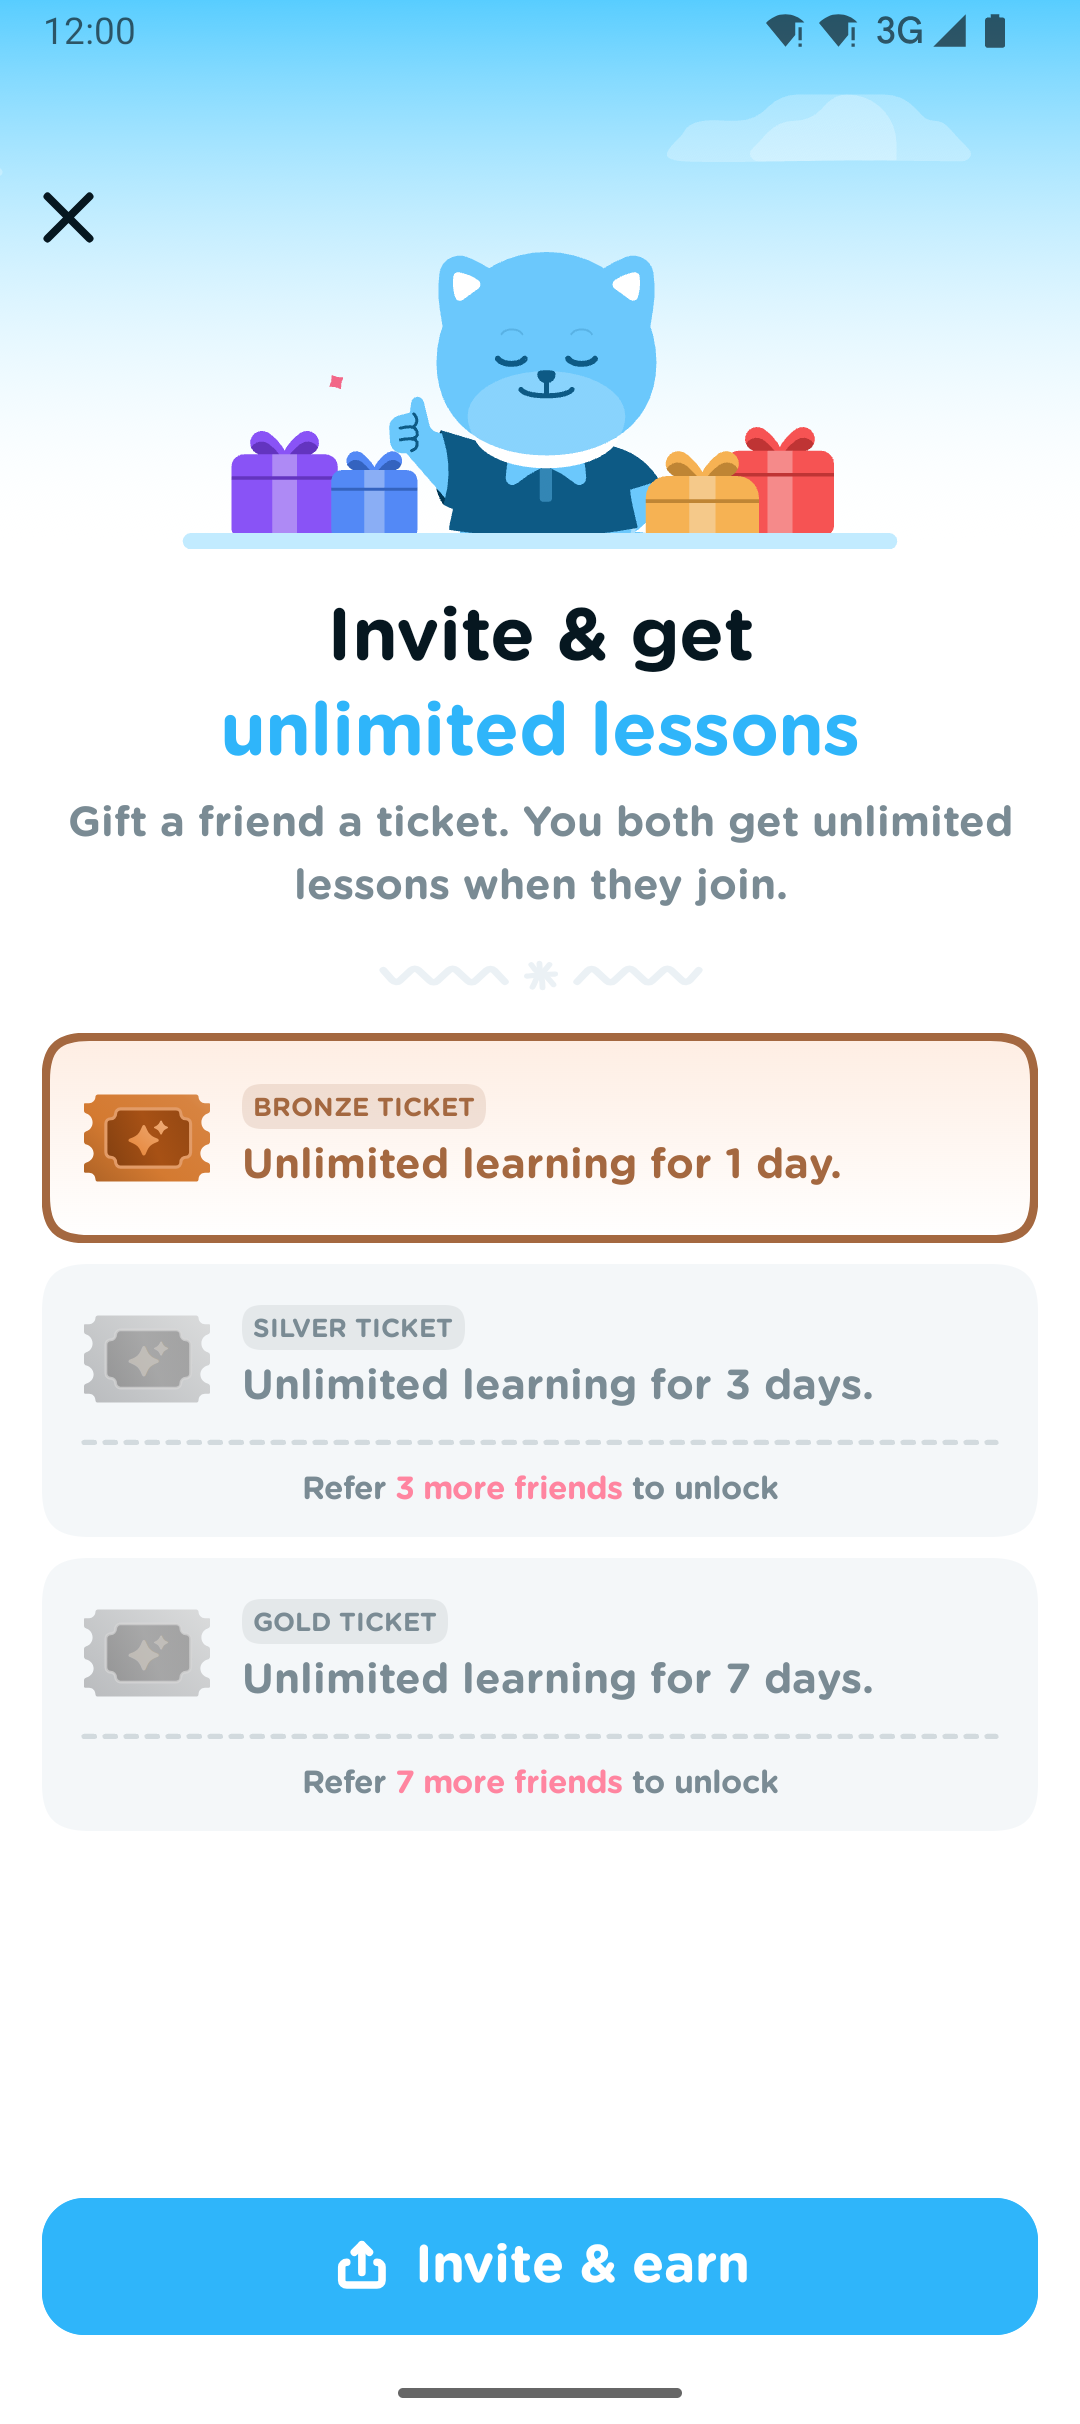 12:00
3G
Invite & get
unlimited lessons
Gift a friend a ticket. You both get unlimited
lessons when they join.
BRONZE TICKET
Unlimited learning for 1 day.
SILVER TICKET
Unlimited learning for 3 days.
Refer 3 more friends to unlock
GOLD TICKET
Unlimited learning for 7 days.
Refer 7 more friends to unlock
Invite & earn